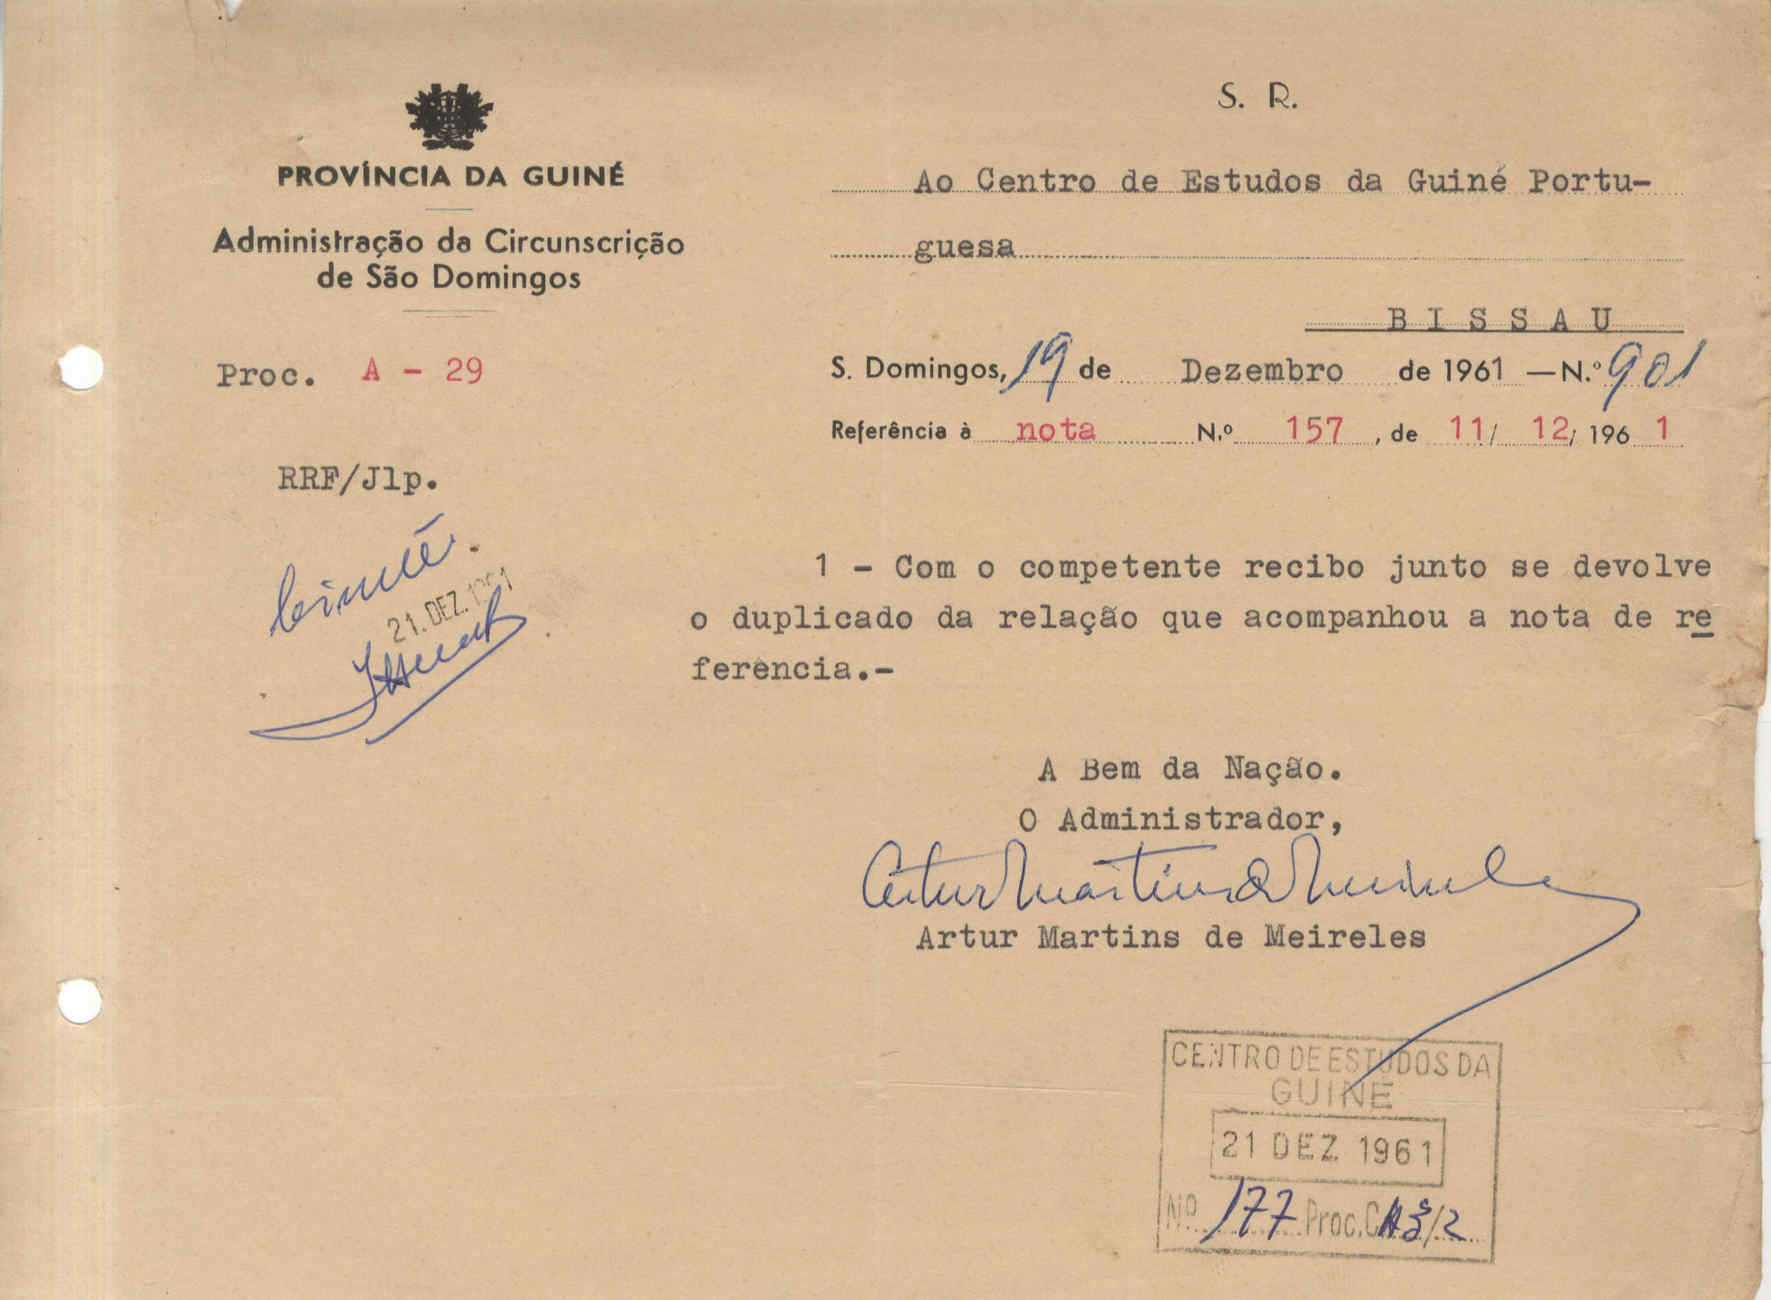 PROVÍNCIA DA GUINÉ
Administração da Circunscrição
de São Domingos
Proc. A - 29
RRF/Jlp.
21. DEZ. 1961
S. R.
Ao Centro de Estudos da Guiné Portu-
guesa
BISSAU
S. Domingos, 19 de Dezembro de 1961 — N.º 901
Referência à nota N.º 157, de 11/ 12/ 1961
1 - Com o competente recibo junto se devolve
o duplicado da relação que acompanhou a nota de re
ferência.-
A Bem da Nação.
O Administrador,
Artur Martins de Meireles
Artur Martins de Meireles
CENTRO DE ESTUDOS DA
GUINÉ
21 DEZ 1961
Nº 177 Proc.